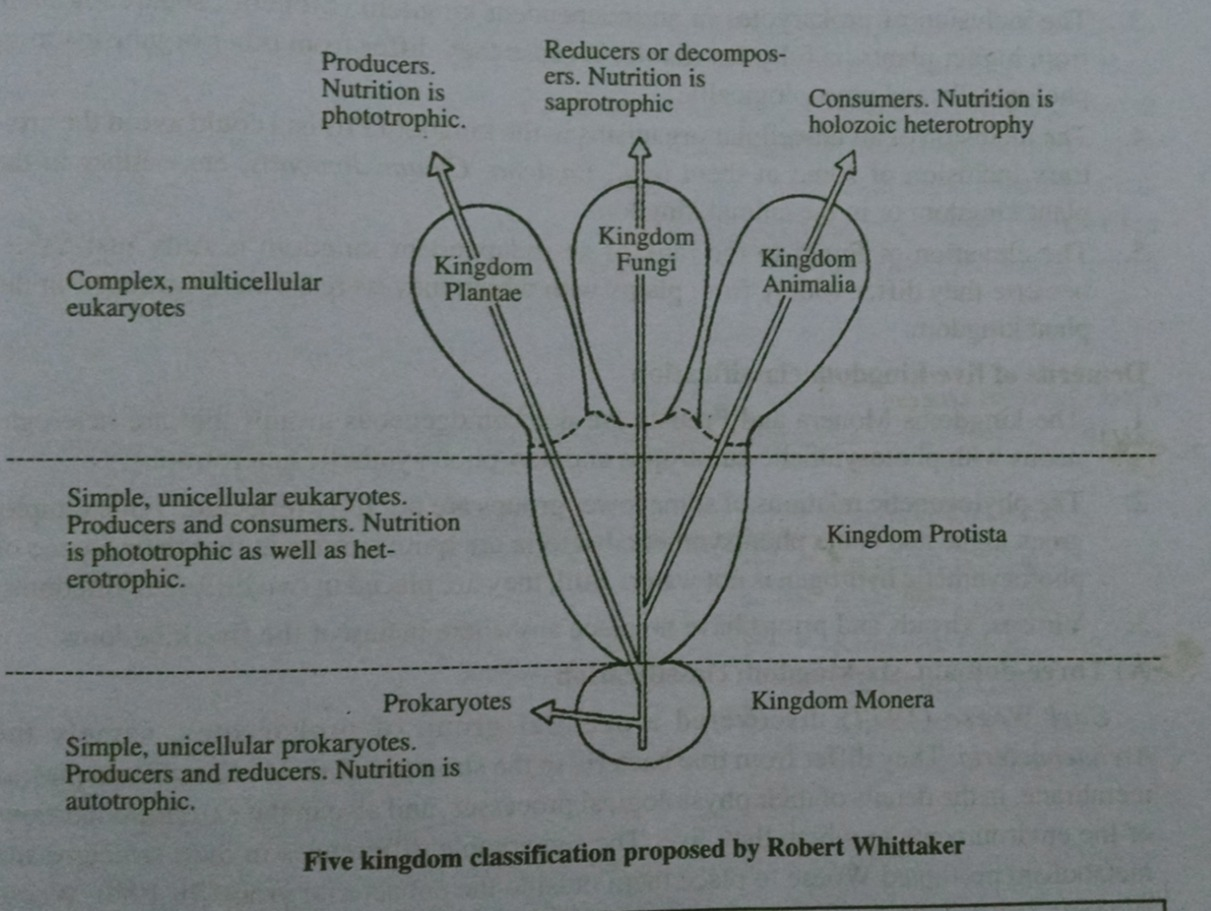 Producers.
Nutrition is
phototrophic.
Reducers or decompos-
ers. Nutrition is
saprotrophic
Consumers. Nutrition is
holozoic heterotrophy
Complex, multicellular
eukaryotes
Kingdom
Plantae
Kingdom
Fungi
Kingdom
Animalia
Simple, unicellular eukaryotes.
Producers and consumers. Nutrition
is phototrophic as well as het-
erotrophic.
Kingdom Protista
Prokaryotes
Kingdom Monera
Simple, unicellular prokaryotes.
Producers and reducers. Nutrition is
autotrophic.
Five kingdom classification proposed by Robert Whittaker